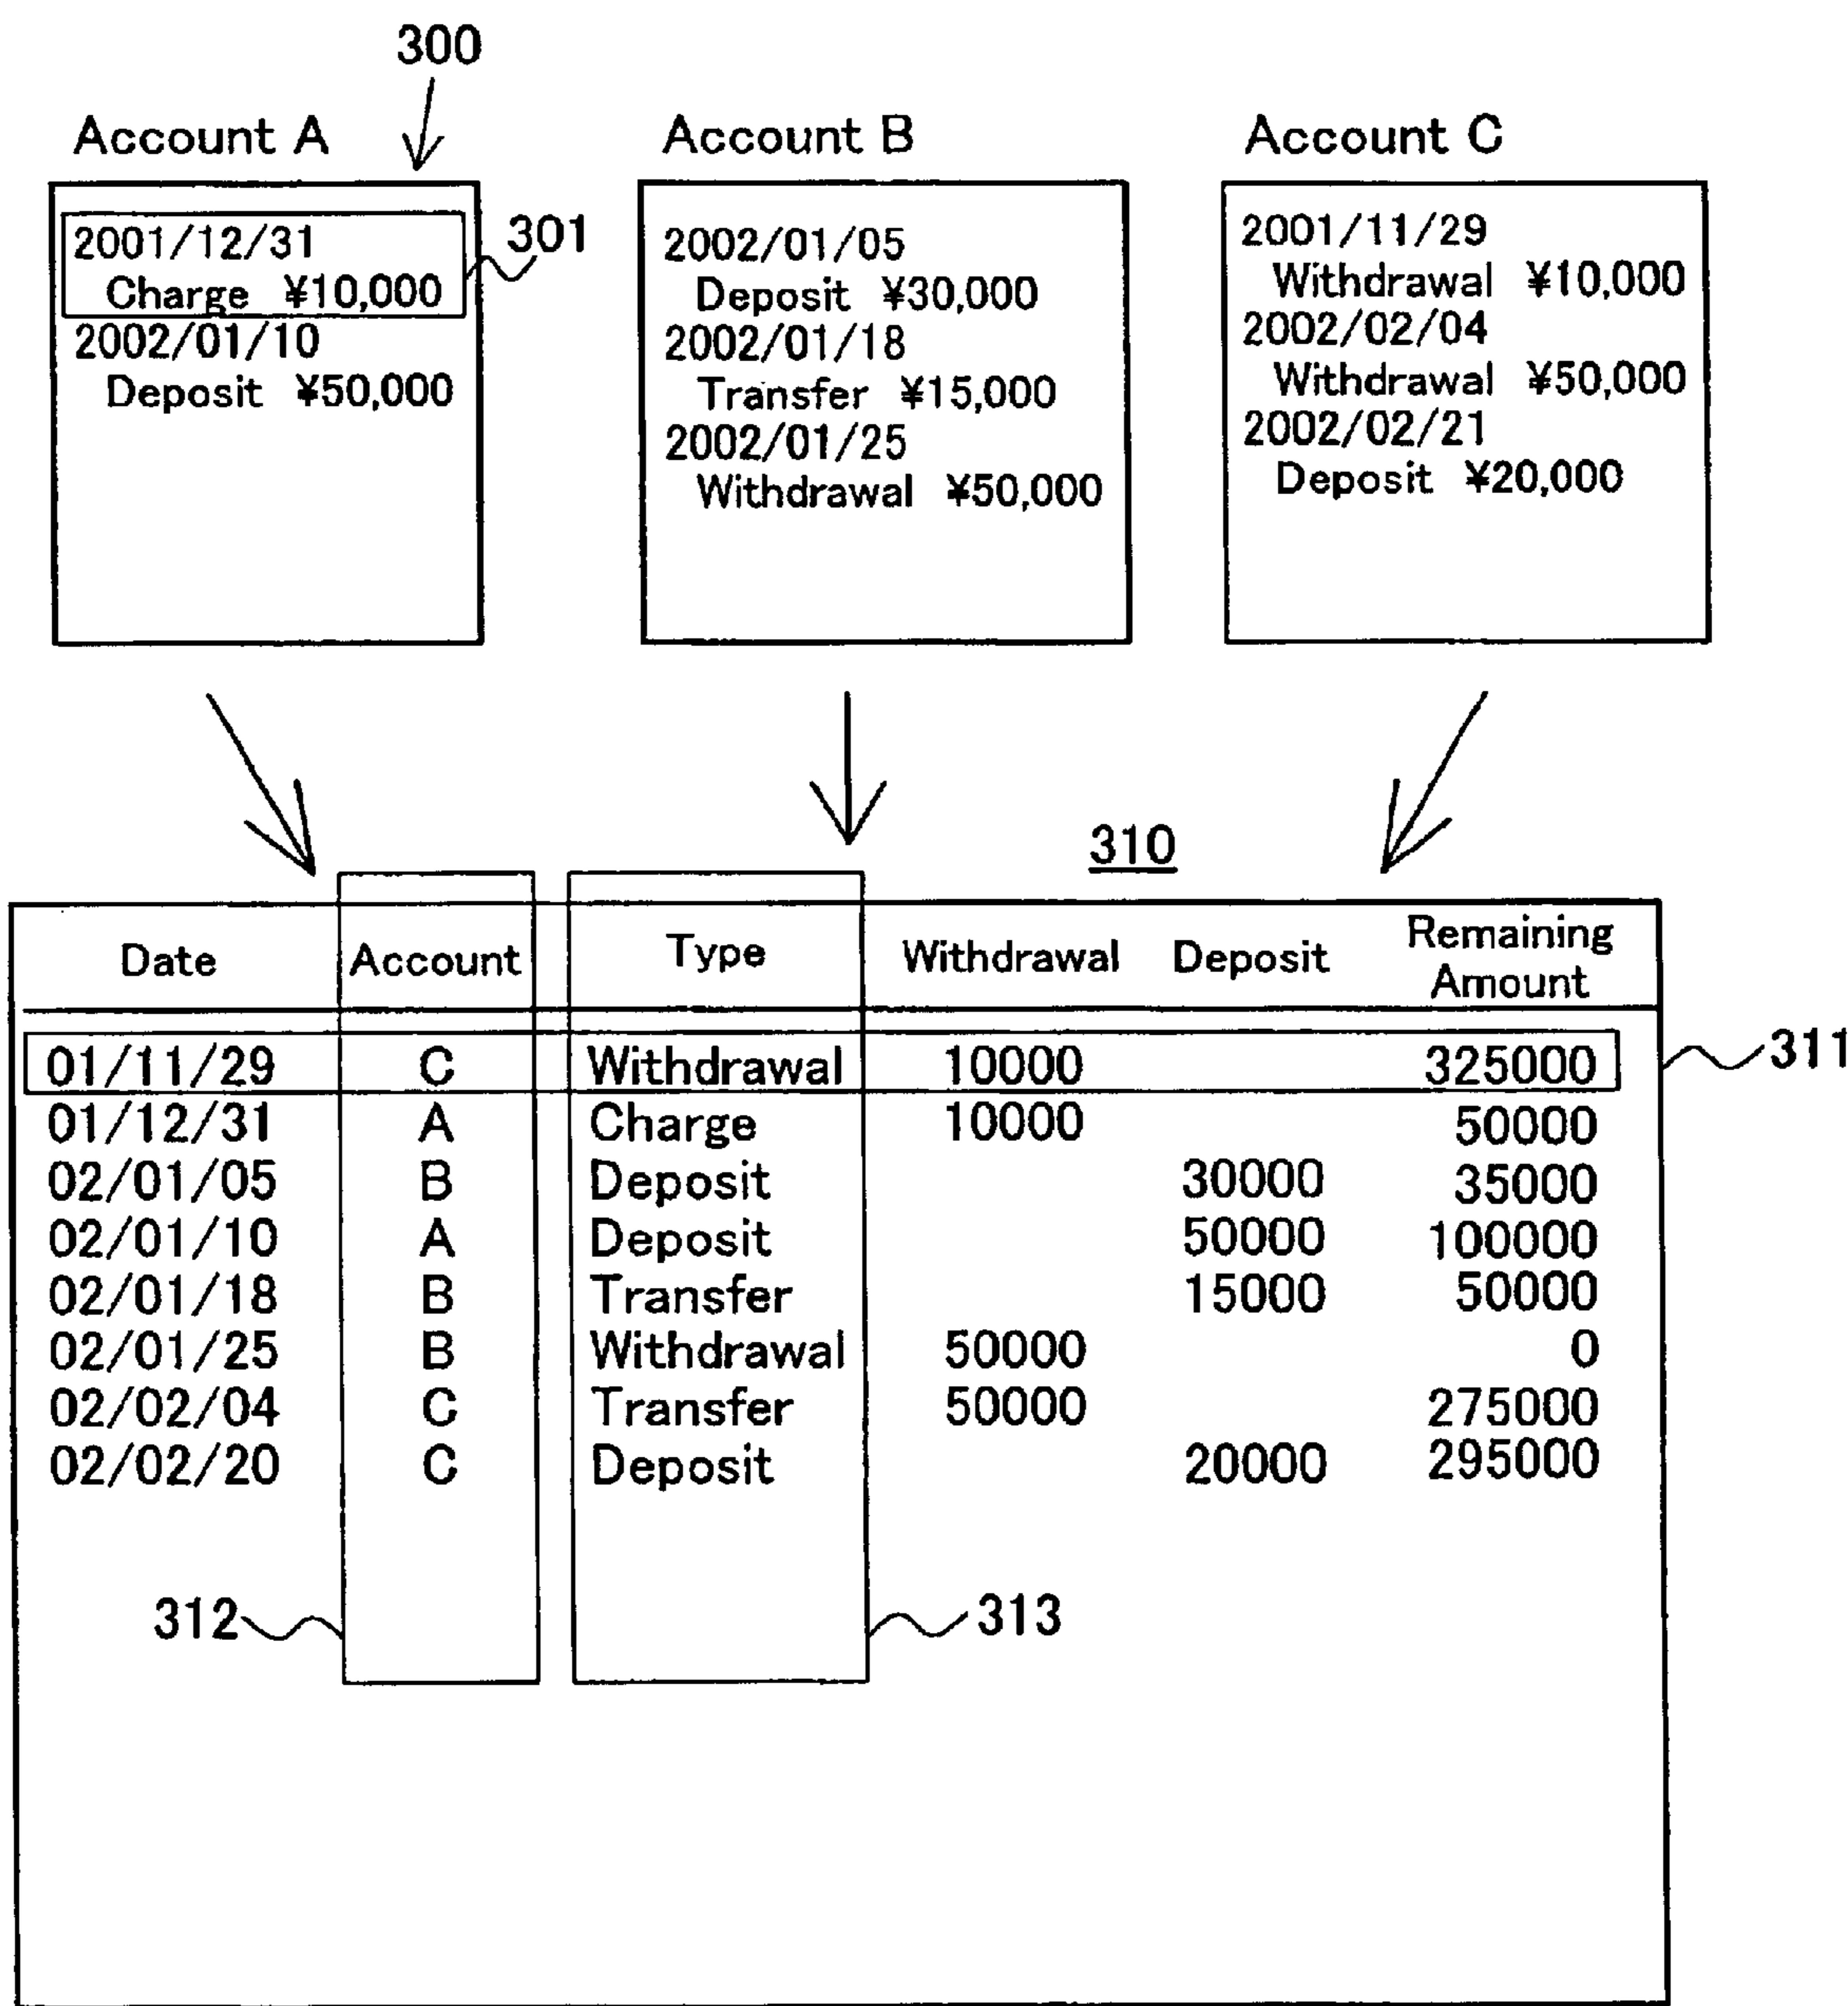 300
Account A
2001/12/31
Charge ¥10,000
2002/01/10
Deposit ¥50,000
301
Account B
2002/01/05
Deposit ¥30,000
2002/01/18
Transfer ¥15,000
2002/01/25
Withdrawal ¥50,000
Account C
2001/11/29
Withdrawal ¥10,000
2002/02/04
Withdrawal ¥50,000
2002/02/21
Deposit ¥20,000
310
Date Account Type Withdrawal Deposit Remaining Amount
01/11/29 C Withdrawal 10000 325000
311
01/12/31 A Charge 10000 50000
02/01/05 B Deposit 30000 35000
02/01/10 A Deposit 50000 100000
02/01/18 B Transfer 15000 50000
02/01/25 B Withdrawal 50000 0
02/02/04 C Transfer 50000 275000
02/02/20 C Deposit 20000 295000
312
313